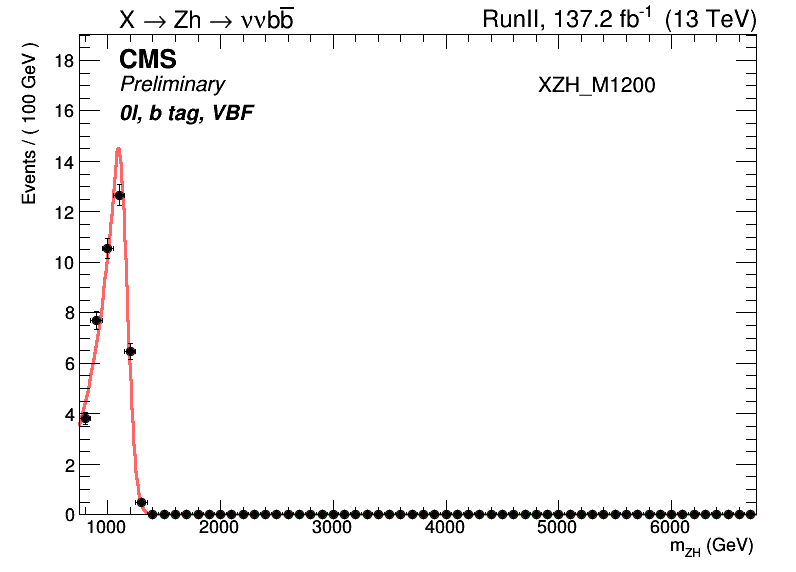 X → Zh → ννbb̅
RunII, 137.2 fb⁻¹ (13 TeV)
CMS
Preliminary
XZH_M1200
0l, b tag, VBF
Events / ( 100 GeV )
18
16
14
12
10
8
6
4
2
0
1000 2000 3000 4000 5000 6000
m_ZH (GeV)